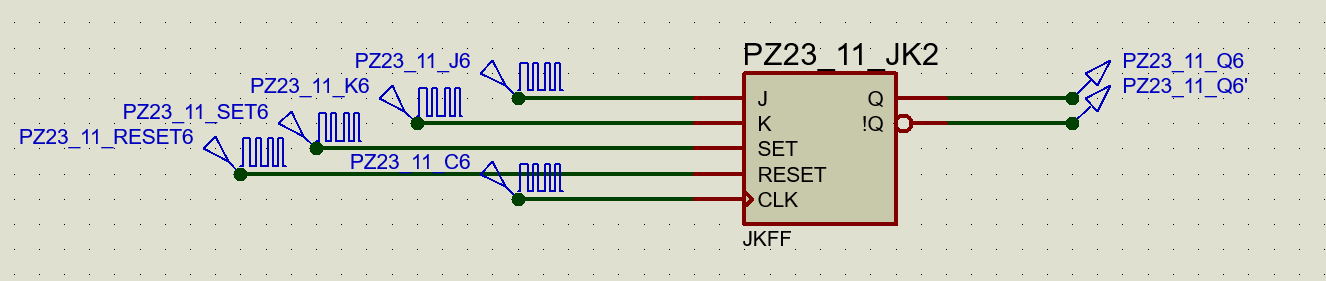 PZ23_11_JK2
PZ23_11_J6
PZ23_11_K6
PZ23_11_SET6
PZ23_11_RESET6
PZ23_11_C6
J
K
SET
RESET
CLK
Q
!Q
PZ23_11_Q6
PZ23_11_Q6'
JKFF